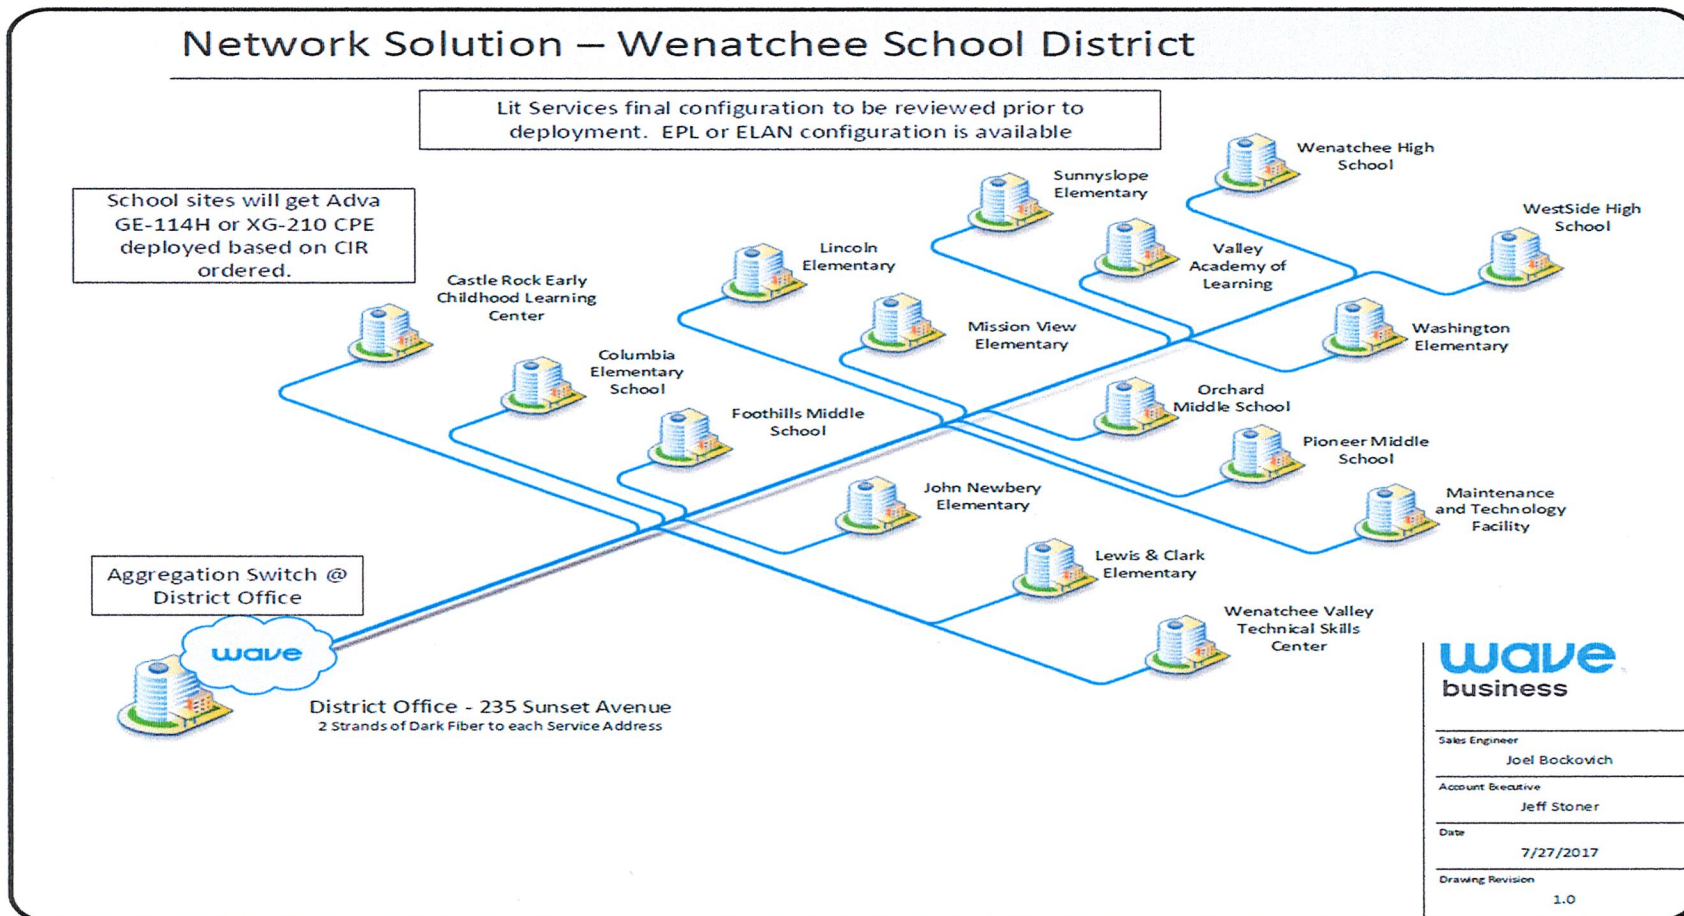 Network Solution – Wenatchee School District
Lit Services final configuration to be reviewed prior to
deployment. EPL or ELAN configuration is available
School sites will get Adva
GE-114H or XG-210 CPE
deployed based on CIR
ordered.
Wenatchee High
School
Sunnyslope
Elementary
WestSide High
School
Valley
Academy of
Learning
Lincoln
Elementary
Castle Rock Early
Childhood Learning
Center
Mission View
Elementary
Washington
Elementary
Columbia
Elementary
School
Orchard
Middle School
Foothills Middle
School
Pioneer Middle
School
John Newbery
Elementary
Maintenance
and Technology
Facility
Lewis & Clark
Elementary
Aggregation Switch @
District Office
Wenatchee Valley
Technical Skills
Center
wave
District Office - 235 Sunset Avenue
2 Strands of Dark Fiber to each Service Address
wave
business
Sales Engineer
Joel Bockovich
Account Executive
Jeff Stoner
Date
7/27/2017
Drawing Revision
1.0